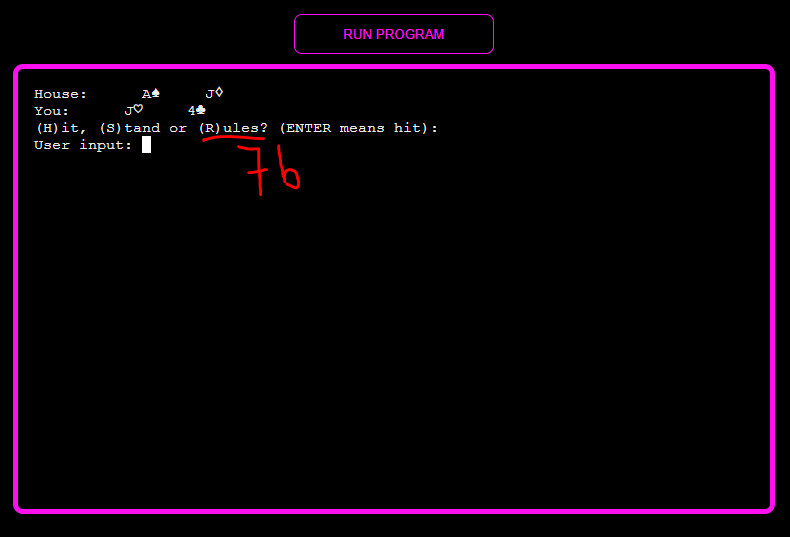 RUN PROGRAM
House: A♠ J♢
You: J♡ 4♣
(H)it, (S)tand or (R)ules? (ENTER means hit):
User input:
7b